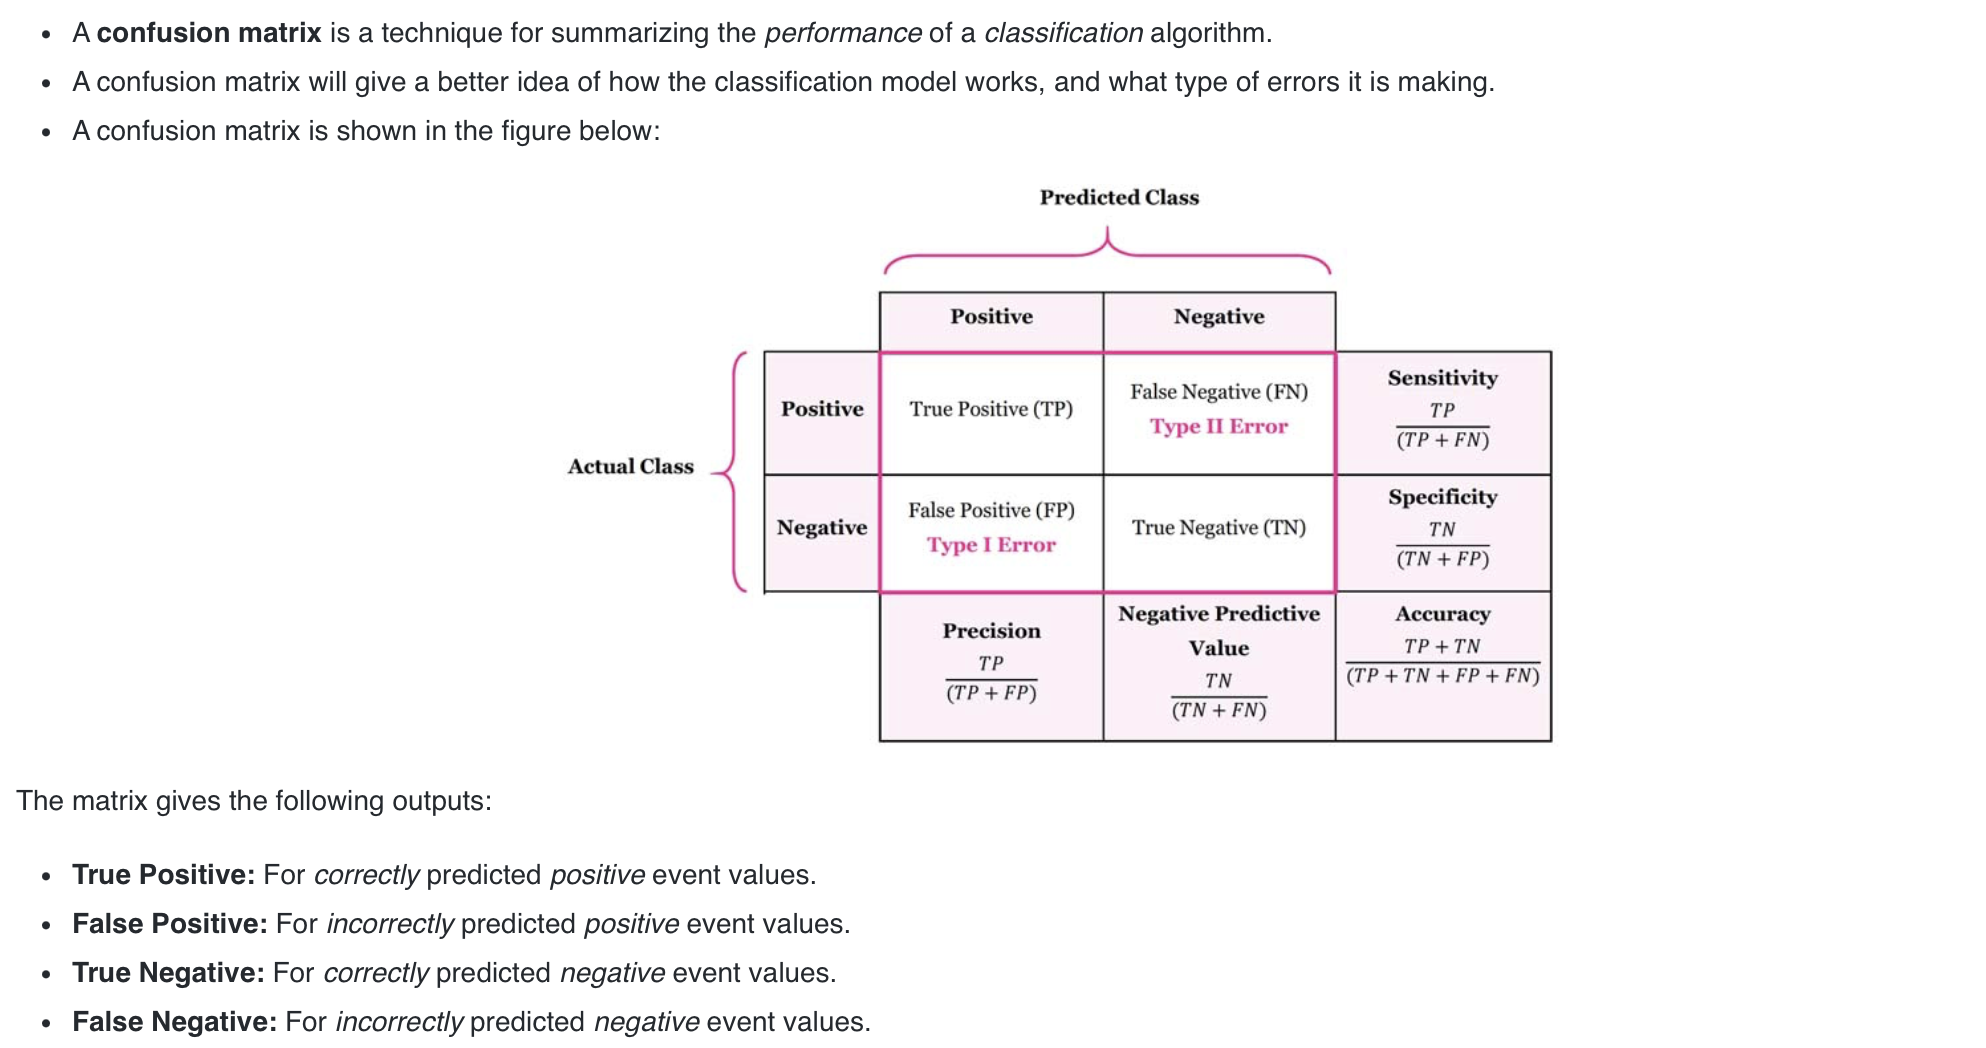 A confusion matrix is a technique for summarizing the performance of a classification algorithm.
A confusion matrix will give a better idea of how the classification model works, and what type of errors it is making.
A confusion matrix is shown in the figure below:
Predicted Class
Positive
Negative
Actual Class
Positive
True Positive (TP)
False Negative (FN)
Type II Error
Sensitivity
TP
(TP + FN)
Negative
False Positive (FP)
Type I Error
True Negative (TN)
Specificity
TN
(TN + FP)
Precision
TP
(TP + FP)
Negative Predictive
Value
TN
(TN + FN)
Accuracy
TP + TN
(TP + TN + FP + FN)
The matrix gives the following outputs:
True Positive: For correctly predicted positive event values.
False Positive: For incorrectly predicted positive event values.
True Negative: For correctly predicted negative event values.
False Negative: For incorrectly predicted negative event values.